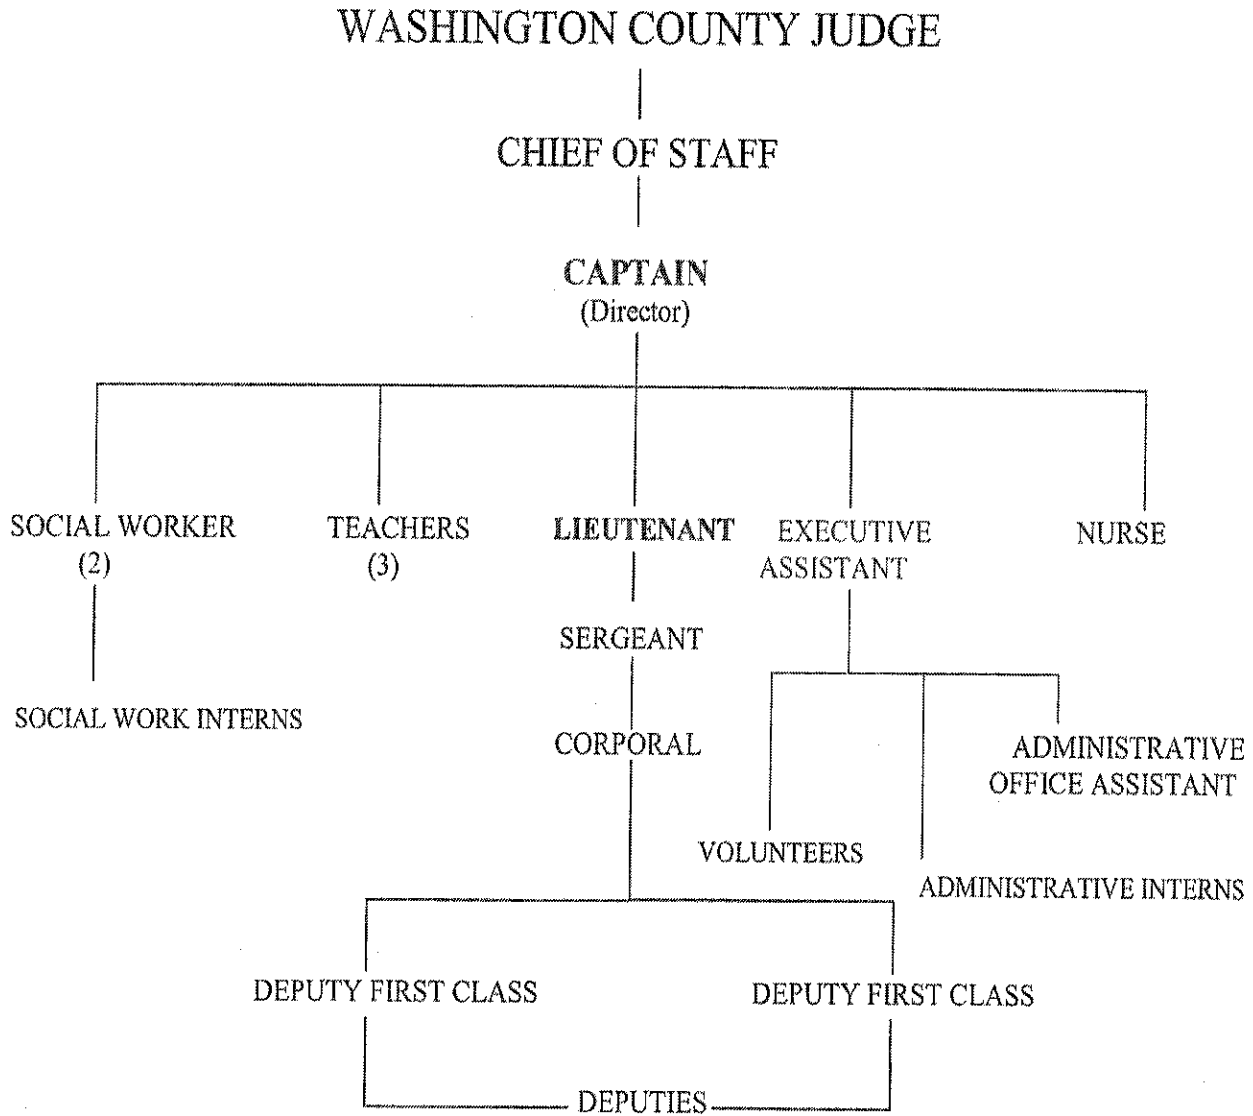 WASHINGTON COUNTY JUDGE
CHIEF OF STAFF
CAPTAIN
(Director)
SOCIAL WORKER
(2)
TEACHERS
(3)
LIEUTENANT
EXECUTIVE
ASSISTANT
NURSE
SERGEANT
SOCIAL WORK INTERNS
CORPORAL
ADMINISTRATIVE
OFFICE ASSISTANT
VOLUNTEERS
ADMINISTRATIVE INTERNS
DEPUTY FIRST CLASS
DEPUTY FIRST CLASS
DEPUTIES